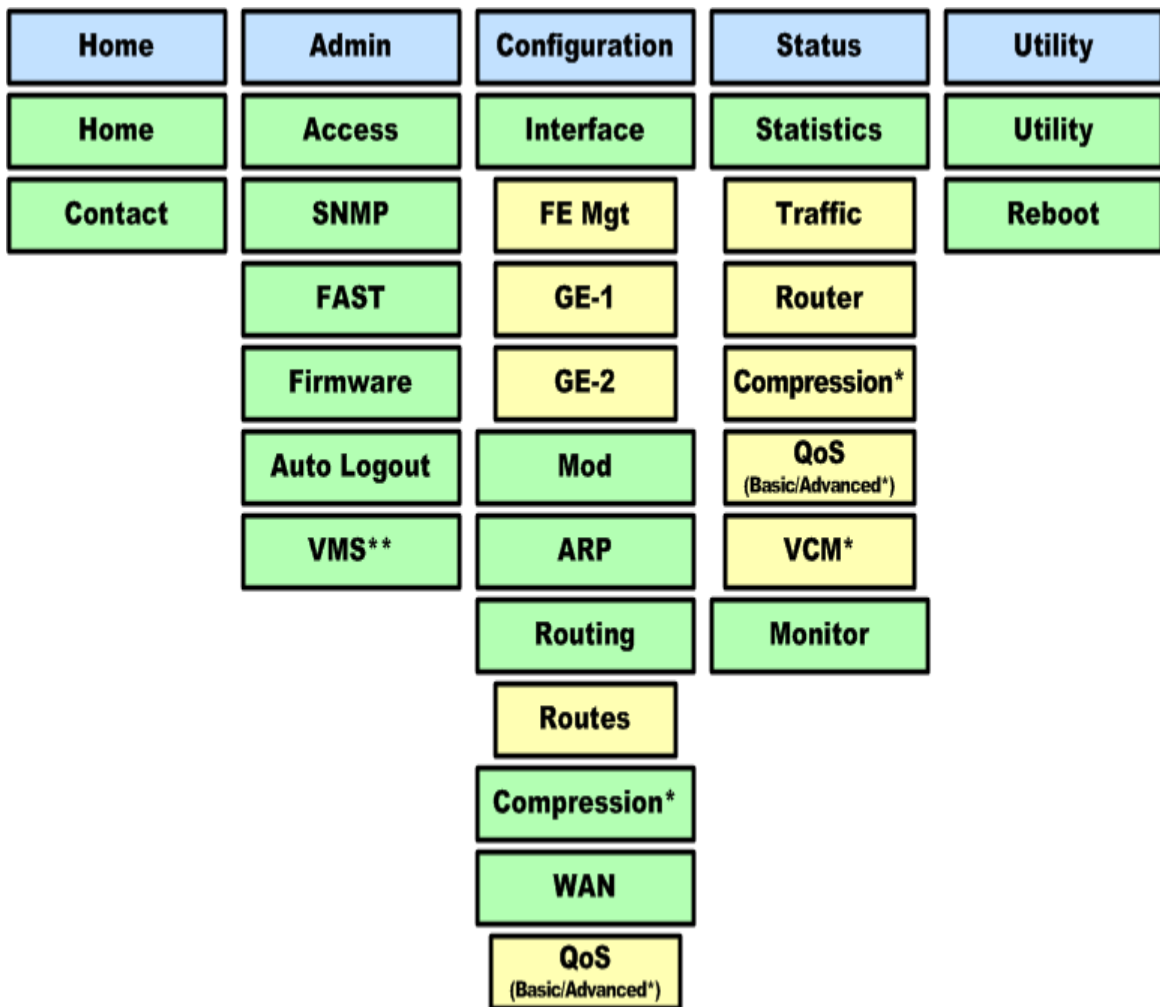 Home
Admin
Configuration
Status
Utility
Home
Access
Interface
Statistics
Utility
Contact
SNMP
FE Mgt
Traffic
Reboot
FAST
GE-1
Router
Firmware
GE-2
Compression*
Auto Logout
Mod
QoS
(Basic/Advanced*)
VMS**
ARP
VCM*
Routing
Monitor
Routes
Compression*
WAN
QoS
(Basic/Advanced*)